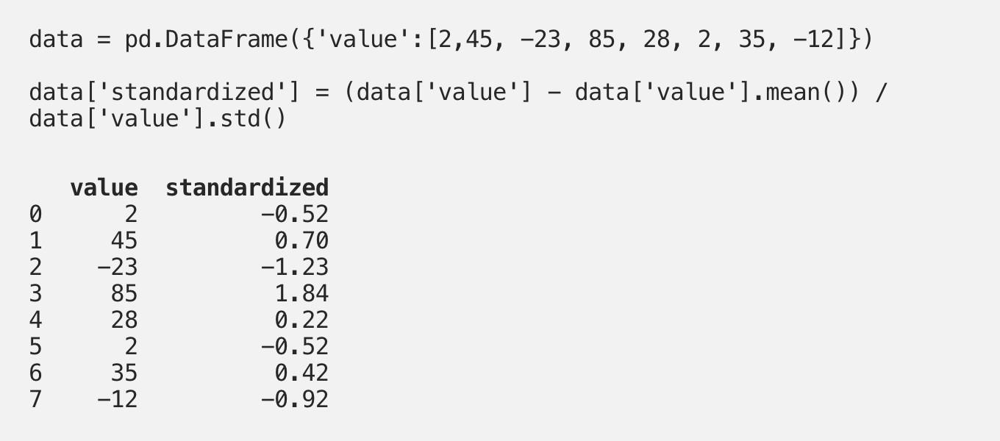 data = pd.DataFrame({'value':[2,45, −23, 85, 28, 2, 35, −12]})
data['standardized'] = (data['value'] − data['value'].mean()) /
data['value'].std()
value standardized
0 2 −0.52
1 45 0.70
2 −23 −1.23
3 85 1.84
4 28 0.22
5 2 −0.52
6 35 0.42
7 −12 −0.92